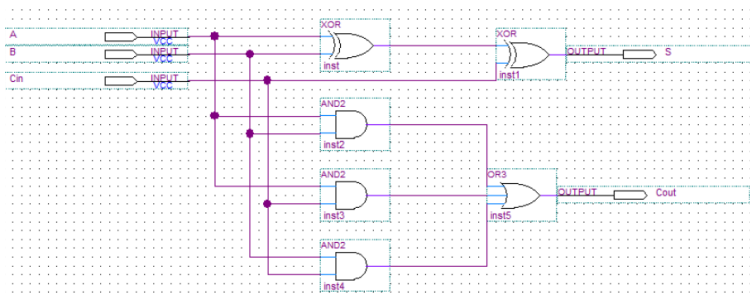 XOR
XOR
A INPUT
VCC
B INPUT
VCC
OUTPUT S
inst
inst1
Cin INPUT
VCC
AND2
inst2
AND2
OR3
OUTPUT Cout
inst3
inst5
AND2
inst4